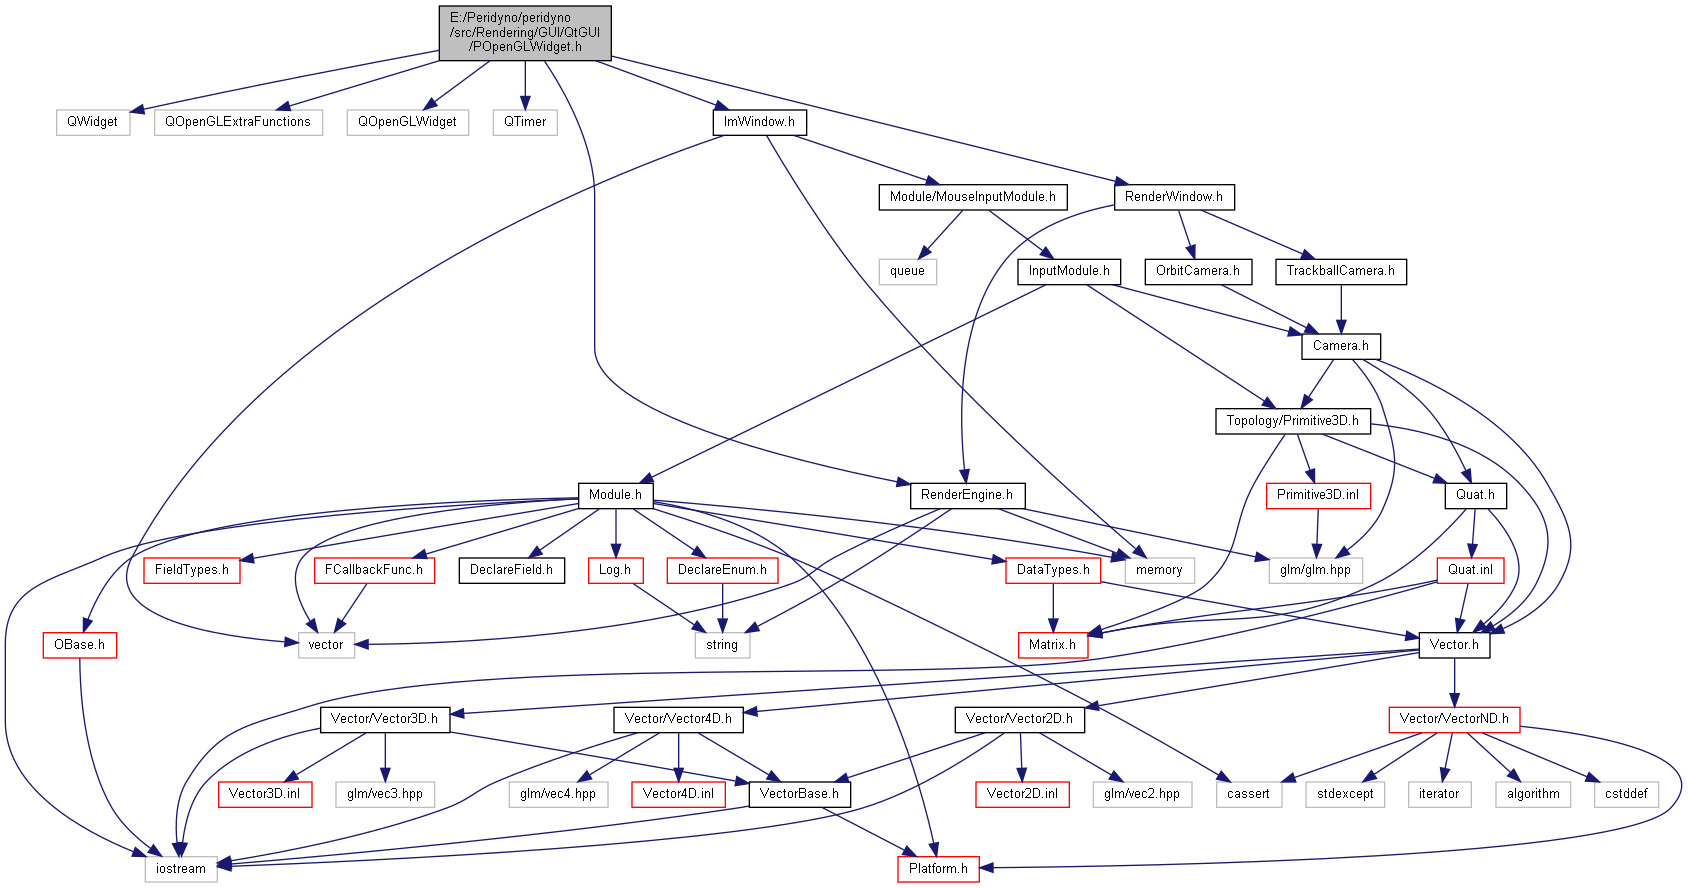 E:/Peridyno/peridyno
/src/Rendering/GUI/QtGUI
/POpenGLWidget.h
QWidget
QOpenGLExtraFunctions
QOpenGLWidget
QTimer
ImWindow.h
Module/MouseInputModule.h
RenderWindow.h
queue
InputModule.h
OrbitCamera.h
TrackballCamera.h
Camera.h
Topology/Primitive3D.h
Module.h
RenderEngine.h
Primitive3D.inl
Quat.h
FieldTypes.h
FCallbackFunc.h
DeclareField.h
Log.h
DeclareEnum.h
DataTypes.h
memory
glm/glm.hpp
Quat.inl
OBase.h
vector
string
Matrix.h
Vector.h
Vector/Vector3D.h
Vector/Vector4D.h
Vector/Vector2D.h
Vector/VectorND.h
Vector3D.inl
glm/vec3.hpp
glm/vec4.hpp
Vector4D.inl
VectorBase.h
Vector2D.inl
glm/vec2.hpp
cassert
stdexcept
iterator
algorithm
cstddef
iostream
Platform.h